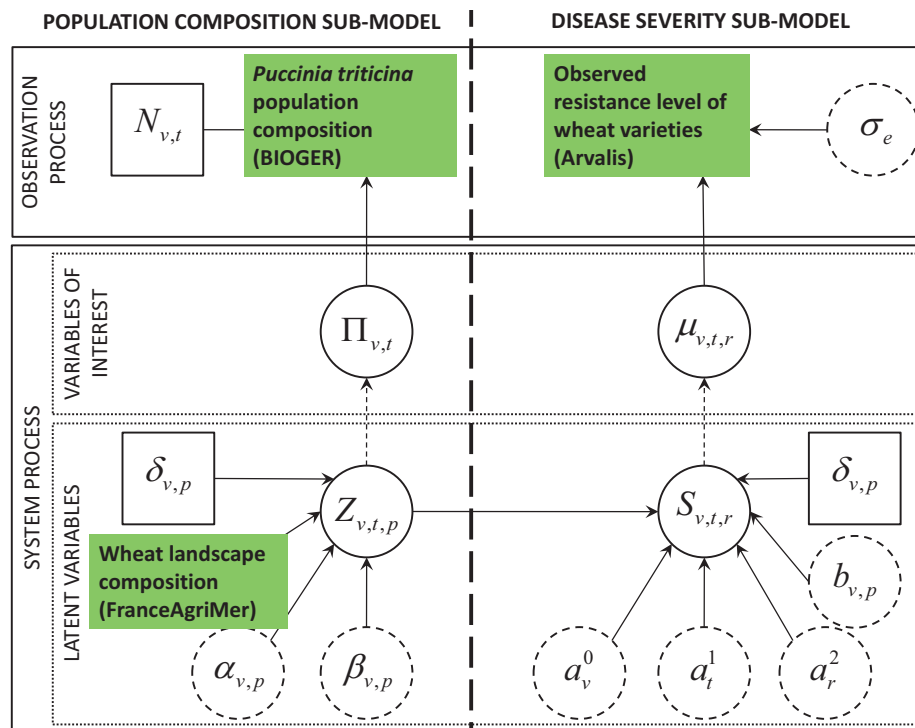 POPULATION COMPOSITION SUB-MODEL
DISEASE SEVERITY SUB-MODEL
OBSERVATION
PROCESS
N_{v,t}
Puccinia triticina
population
composition
(BIOGER)
Observed
resistance level of
wheat varieties
(Arvalis)
σ_e
SYSTEM PROCESS
VARIABLES OF
INTEREST
Π_{v,t}
μ_{v,t,r}
LATENT VARIABLES
δ_{v,p}
Z_{v,t,p}
S_{v,t,r}
δ_{v,p}
Wheat landscape
composition
(FranceAgriMer)
b_{v,p}
α_{v,p}
β_{v,p}
a_v^0
a_t^1
a_r^2